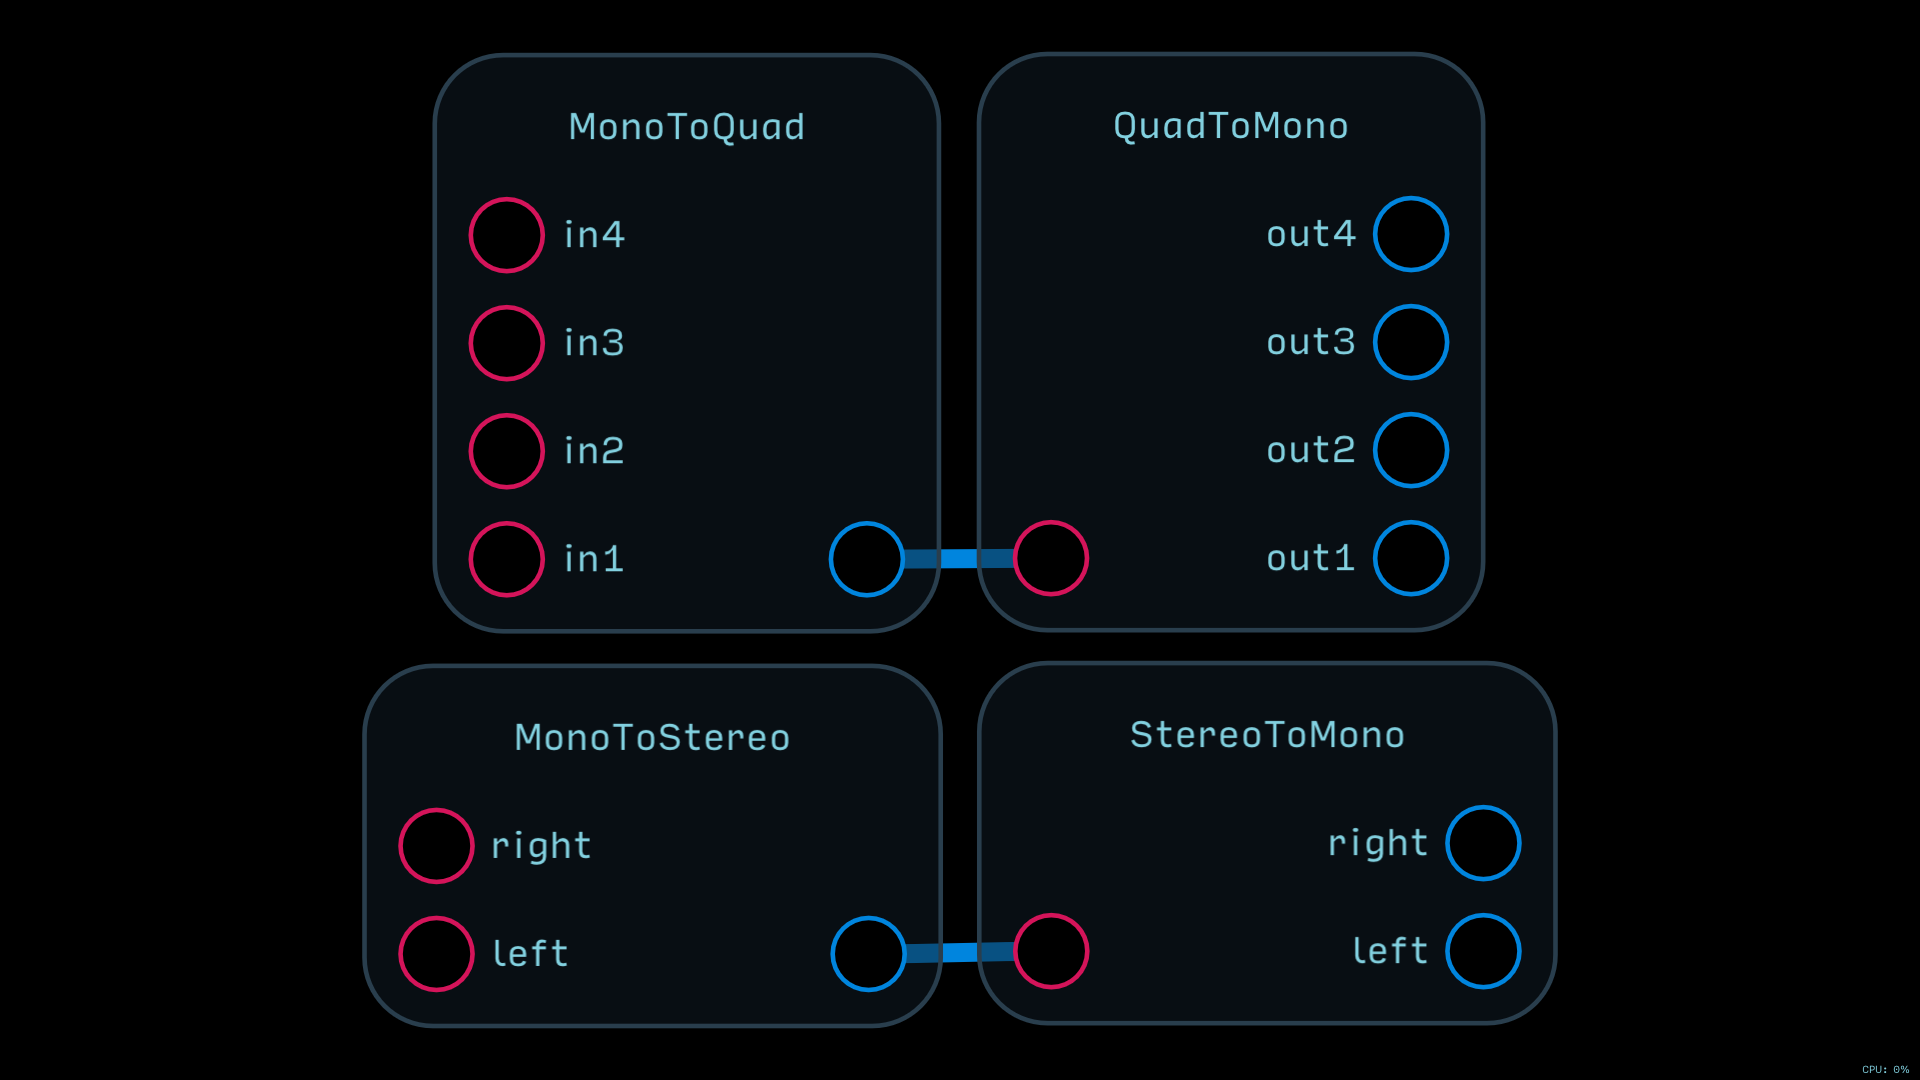 MonoToQuad
in4
in3
in2
in1
QuadToMono
out4
out3
out2
out1
MonoToStereo
right
left
StereoToMono
right
left
CPU: 0%